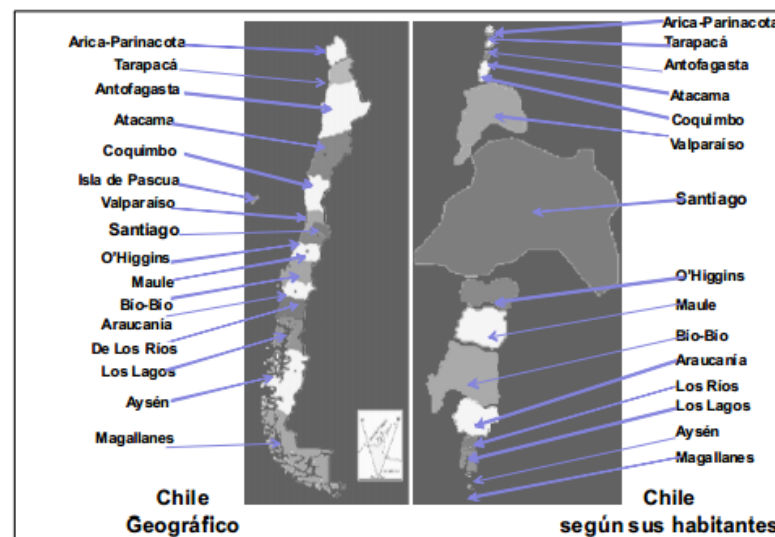 Arica-Parinacota
Tarapacá
Antofagasta
Atacama
Coquimbo
Isla de Pascua
Valparaíso
Santiago
O'Higgins
Maule
Bío-Bío
Araucanía
De Los Ríos
Los Lagos
Aysén
Magallanes
Chile
Geográfico
Arica-Parinacota
Tarapacá
Antofagasta
Atacama
Coquimbo
Valparaíso
Santiago
O'Higgins
Maule
Bío-Bío
Araucanía
Los Ríos
Los Lagos
Aysén
Magallanes
Chile
según sus habitantes